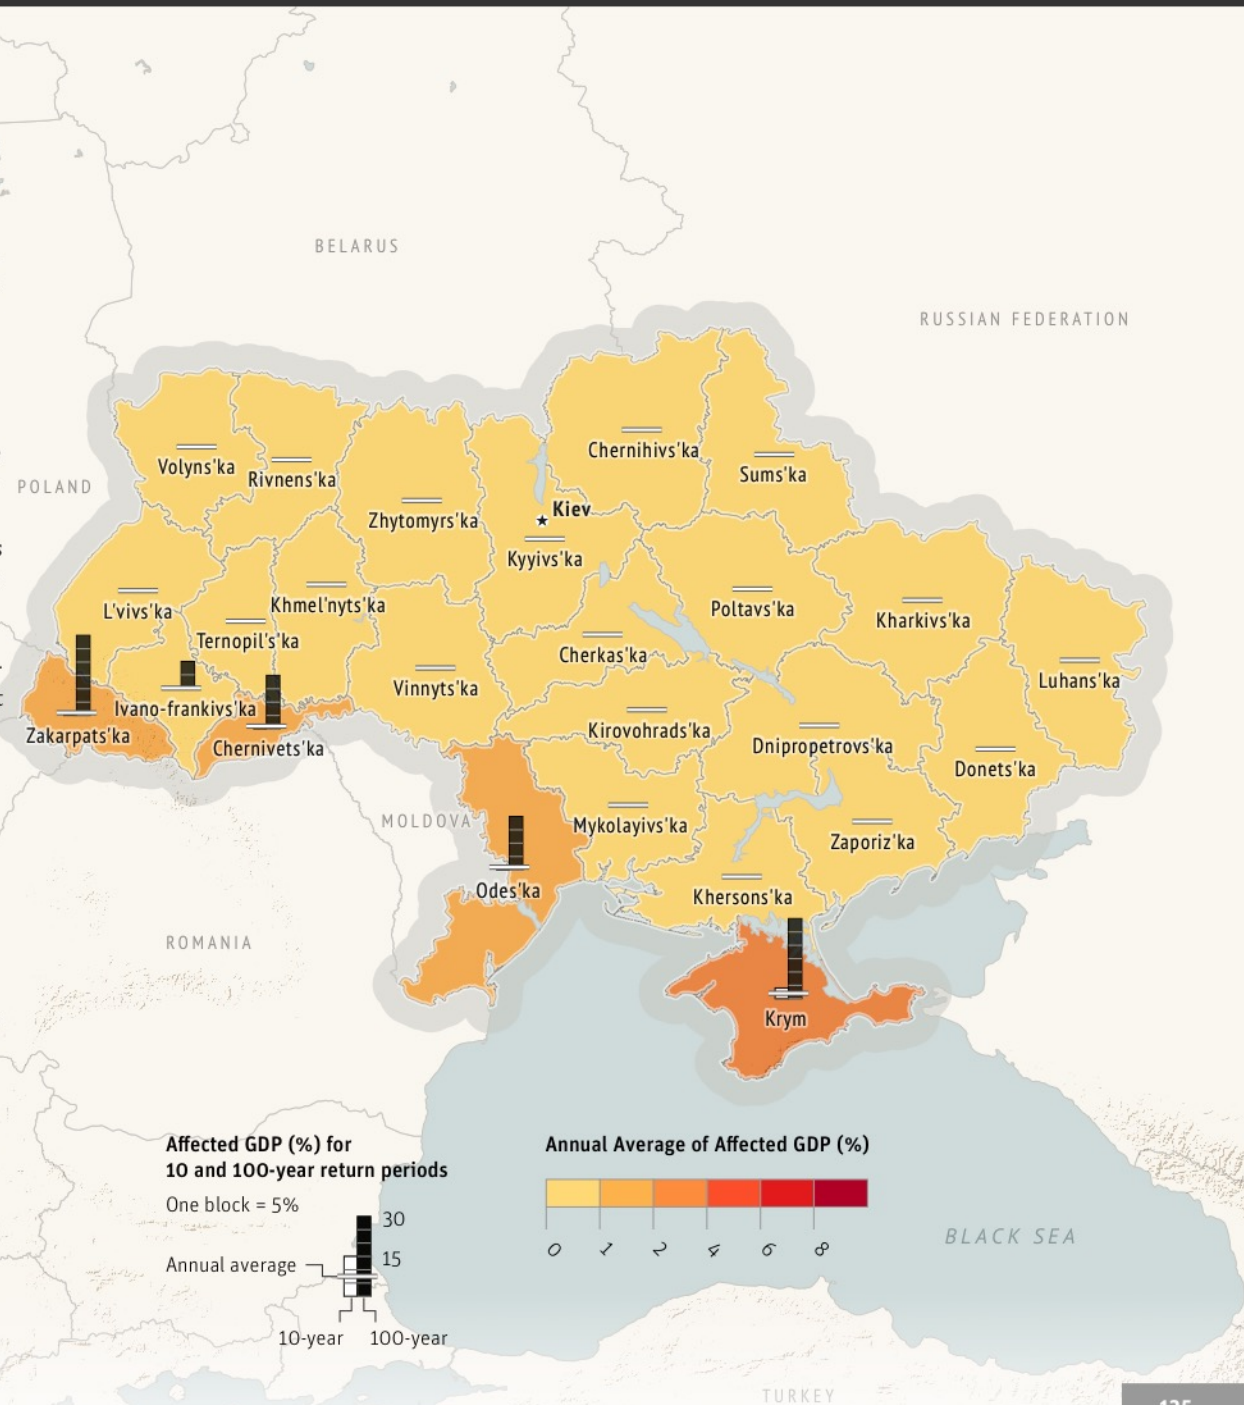 BELARUS
RUSSIAN FEDERATION
Chernihivs'ka
Volyns'ka
Rivnens'ka
Sums'ka
POLAND
Kiev
Zhytomyrs'ka
Kyyivs'ka
L'vivs'ka
Khmel'nyts'ka
Poltavs'ka
Kharkivs'ka
Ternopil's'ka
Cherkas'ka
Vinnyts'ka
Luhans'ka
Ivano-frankivs'ka
Zakarpats'ka
Chernivets'ka
Kirovohrads'ka
Dnipropetrovs'ka
Donets'ka
MOLDOVA
Mykolayivs'ka
Zaporiz'ka
Odes'ka
Khersons'ka
ROMANIA
Krym
Affected GDP (%) for
10 and 100-year return periods
One block = 5%
30
15
Annual average
10-year 100-year
Annual Average of Affected GDP (%)
0 1 2 4 6 8
BLACK SEA
TURKEY